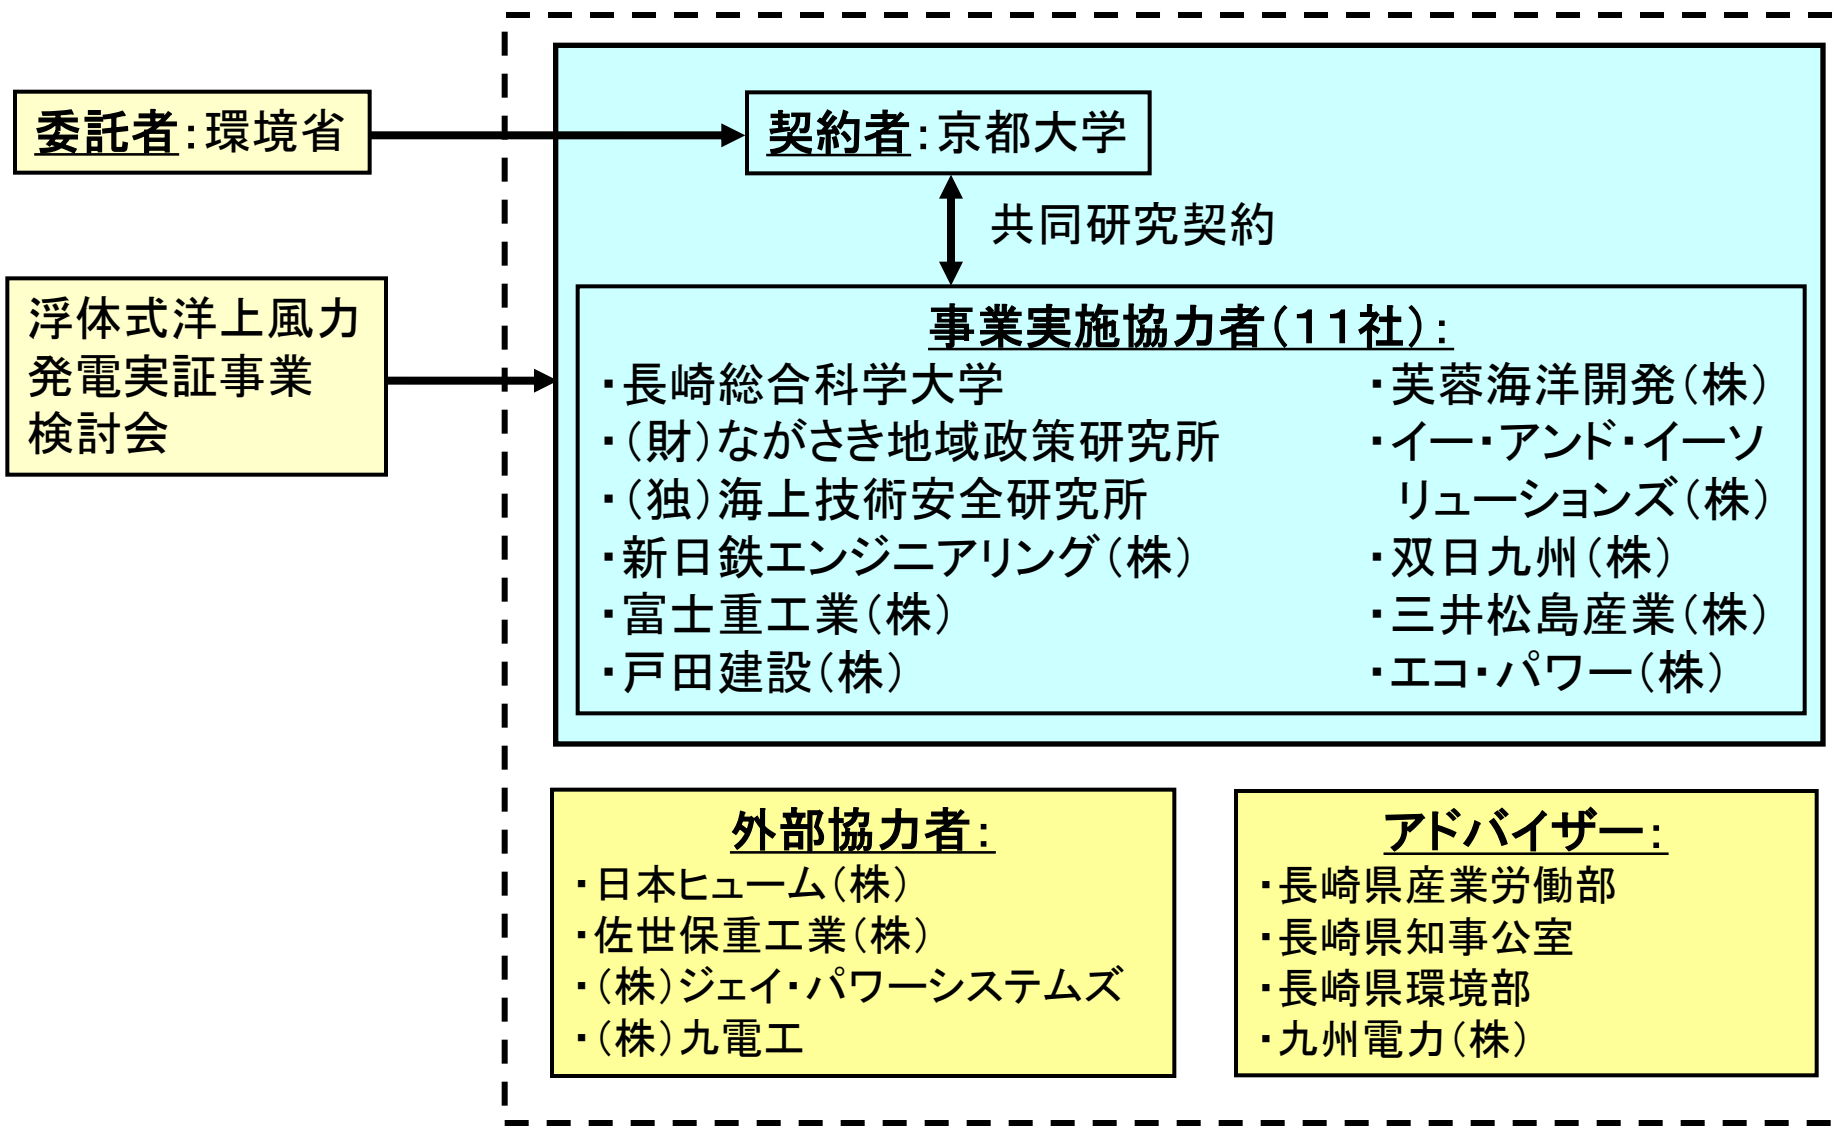 委託者：環境省
契約者：京都大学
共同研究契約
浮体式洋上風力
発電実証事業
検討会
事業実施協力者（１１社）：
・長崎総合科学大学
・（財）ながさき地域政策研究所
・（独）海上技術安全研究所
・新日鉄エンジニアリング（株）
・富士重工業（株）
・戸田建設（株）
・芙蓉海洋開発（株）
・イー・アンド・イーソ
リューションズ（株）
・双日九州（株）
・三井松島産業（株）
・エコ・パワー（株）
外部協力者：
・日本ヒューム（株）
・佐世保重工業（株）
・（株）ジェイ・パワーシステムズ
・（株）九電工
アドバイザー：
・長崎県産業労働部
・長崎県知事公室
・長崎県環境部
・九州電力（株）